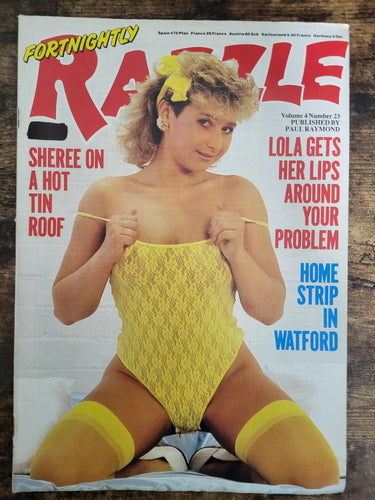 Spain 475 Ptas France 29 Francs Austria 80 Sch Switzerland 5,40 Francs Germany 9 Dm
FORTNIGHTLY
RAZZLE
Volume 4 Number 23
PUBLISHED BY
PAUL RAYMOND
SHEREE ON
A HOT
TIN
ROOF
LOLA GETS
HER LIPS
AROUND
YOUR
PROBLEM
HOME
STRIP
IN
WATFORD